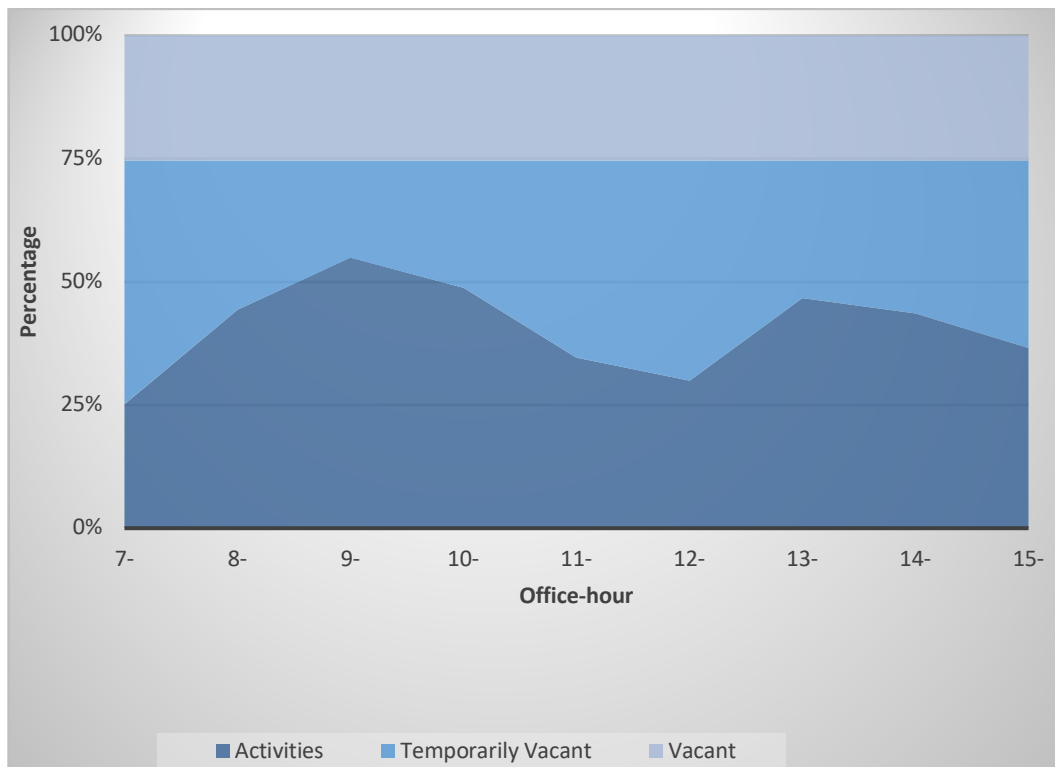 100%
75%
50%
25%
0%
Percentage
7-
8-
9-
10-
11-
12-
13-
14-
15-
Office-hour
Activities
Temporarily Vacant
Vacant